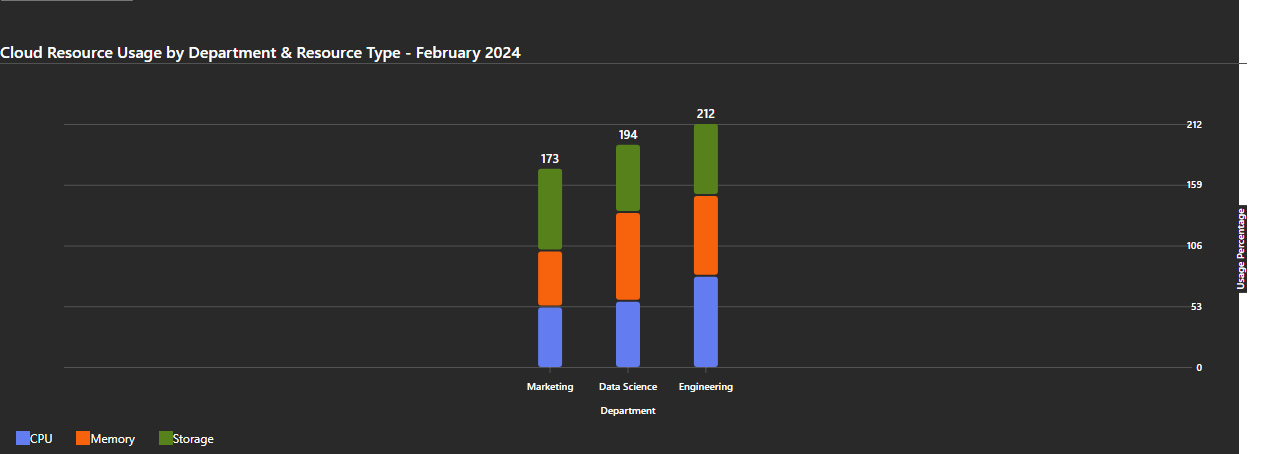 Cloud Resource Usage by Department & Resource Type - February 2024
212
194
173
212
159
106
53
0
Usage Percentage
Marketing Data Science Engineering
Department
CPU Memory Storage